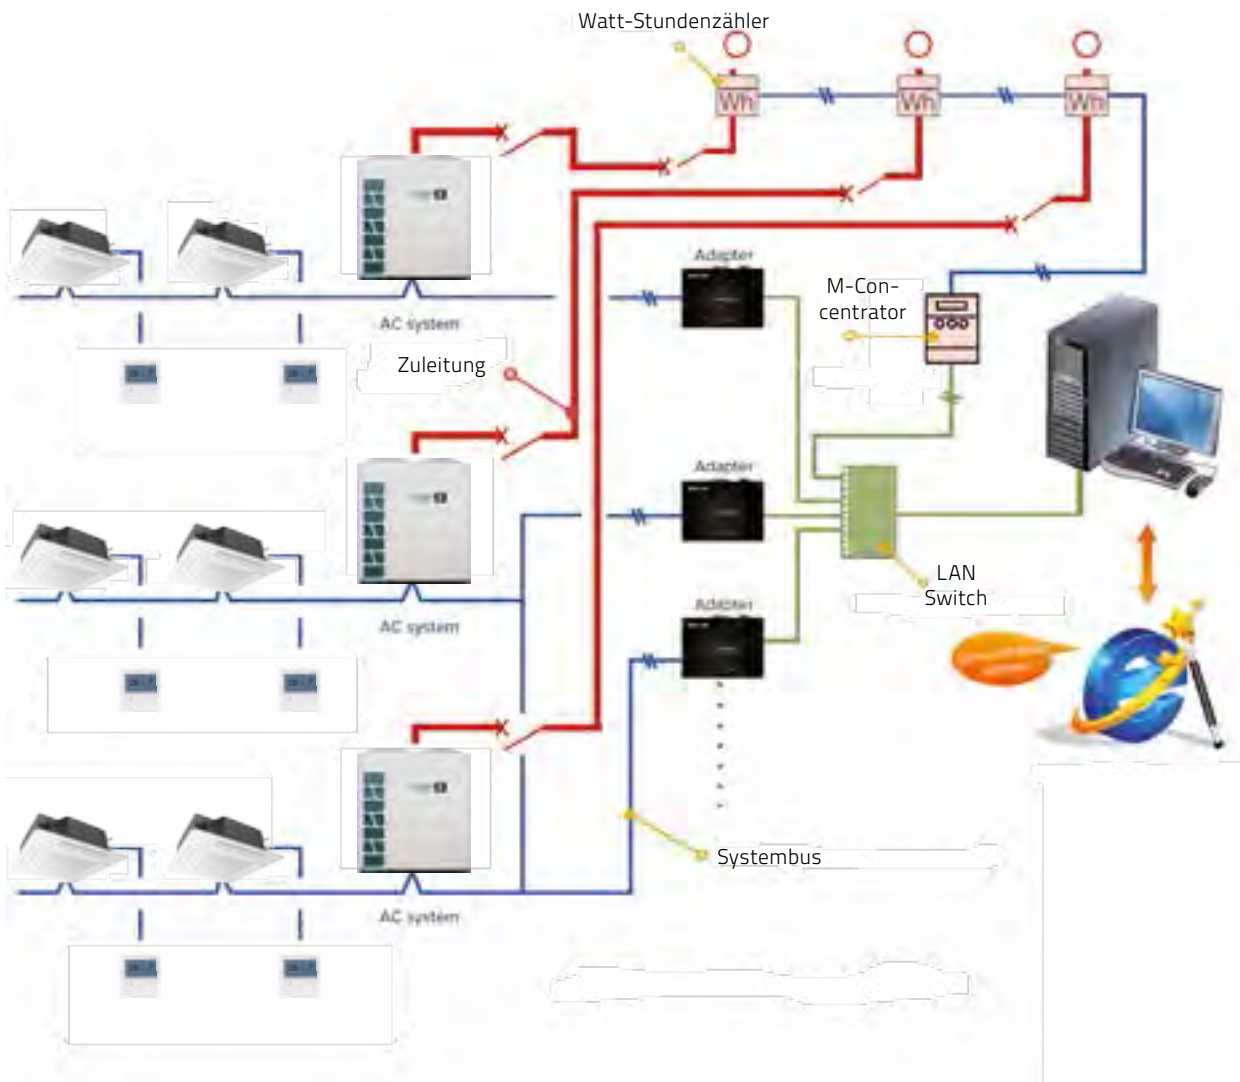 Watt-Stundenzähler
Wh
Wh
Wh
Adapter
M-Con-
centrator
AC system
Zuleitung
Adapter
LAN
Switch
Adapter
AC system
Systembus
AC system